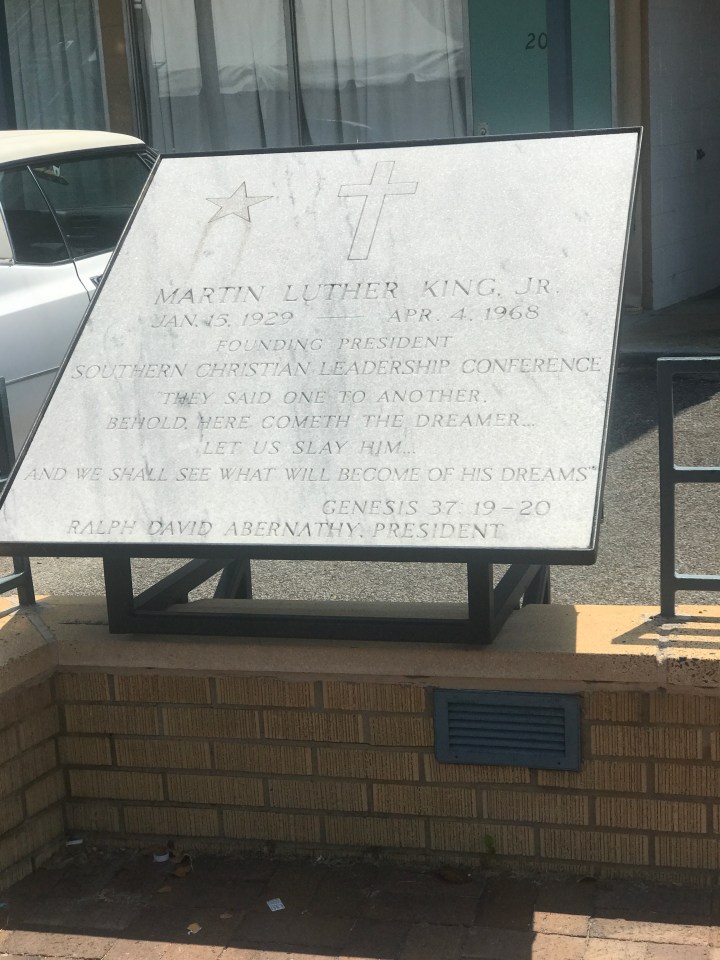 20
MARTIN LUTHER KING, JR.
JAN. 15, 1929 — APR. 4, 1968
FOUNDING PRESIDENT
SOUTHERN CHRISTIAN LEADERSHIP CONFERENCE
"THEY SAID ONE TO ANOTHER,
BEHOLD, HERE COMETH THE DREAMER...
LET US SLAY HIM...
AND WE SHALL SEE WHAT WILL BECOME OF HIS DREAMS"
GENESIS 37: 19-20
RALPH DAVID ABERNATHY, PRESIDENT